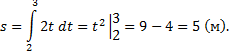 s = ∫₂³ 2t dt = t² |₂³ = 9 − 4 = 5 (м).